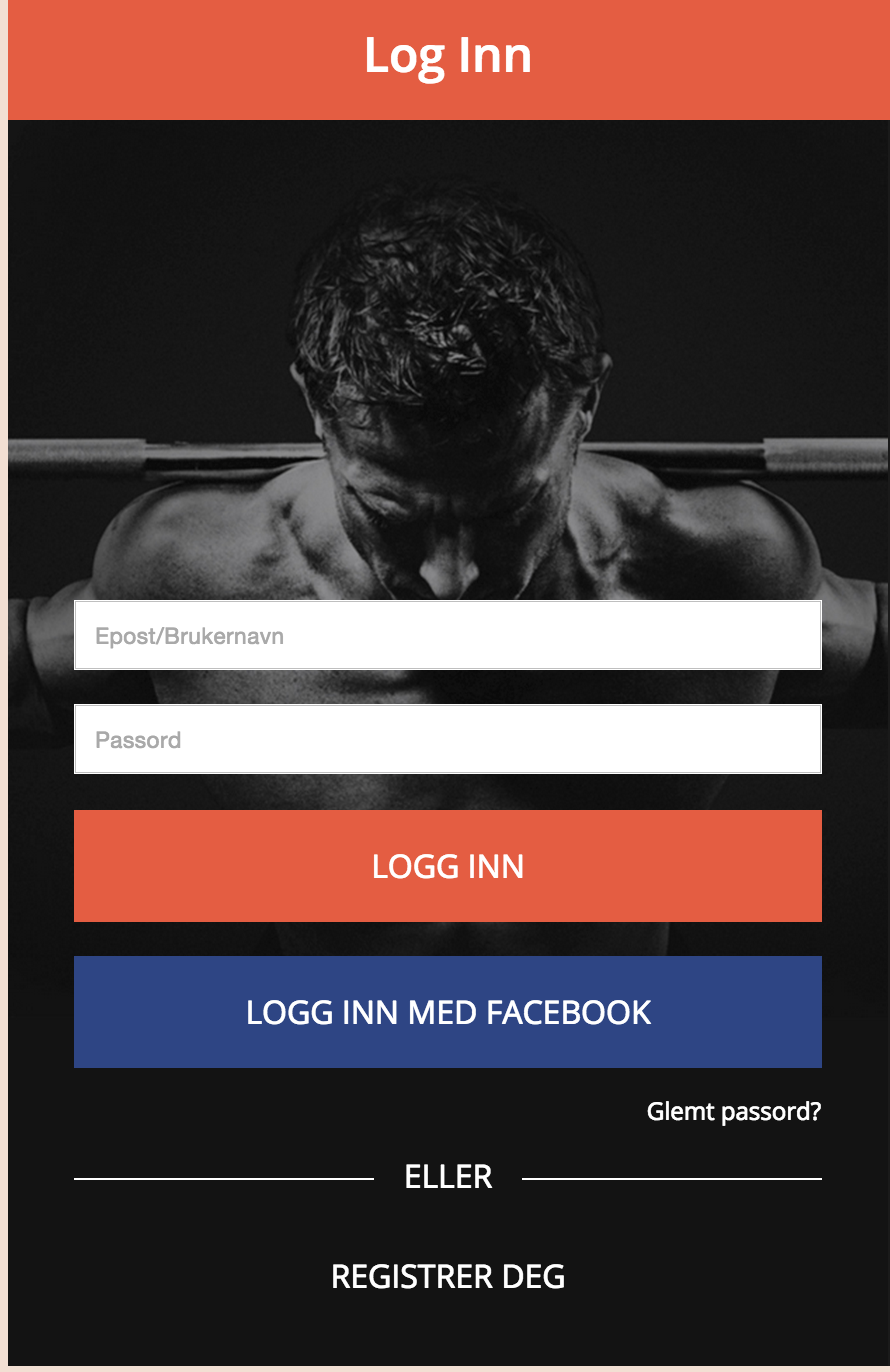 Log Inn
Epost/Brukernavn
Passord
LOGG INN
LOGG INN MED FACEBOOK
Glemt passord?
ELLER
REGISTRER DEG